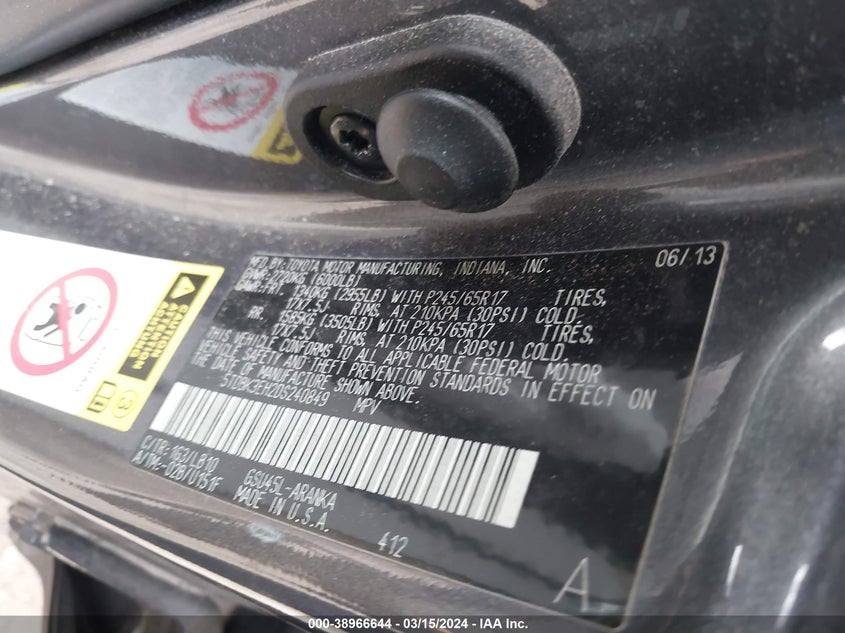 MFD.BY:TOYOTA MOTOR MANUFACTURING, INDIANA, INC. 06/13
GVWR:2720KG (6000LB)
GAWR:FRT. 1340KG (2955LB) WITH P245/65R17 TIRES,
17X7.5J RIMS, AT 210KPA (30PSI) COLD.
RR. 1585KG (3505LB) WITH P245/65R17 TIRES,
17X7.5J RIMS, AT 210KPA (30PSI) COLD.
THIS VEHICLE CONFORMS TO ALL APPLICABLE FEDERAL MOTOR
VEHICLE SAFETY AND THEFT PREVENTION STANDARDS IN EFFECT ON
THE DATE OF MANUFACTURE SHOWN ABOVE.
5TDBK3EH2DS240849 MPV
C/TR:1G3/LB10
A/TM:-02B/U151F
GSU45L-ARANKA
MADE IN U.S.A.
412
A
CAUTION
000-38966644 — 03/15/2024 — IAA Inc.